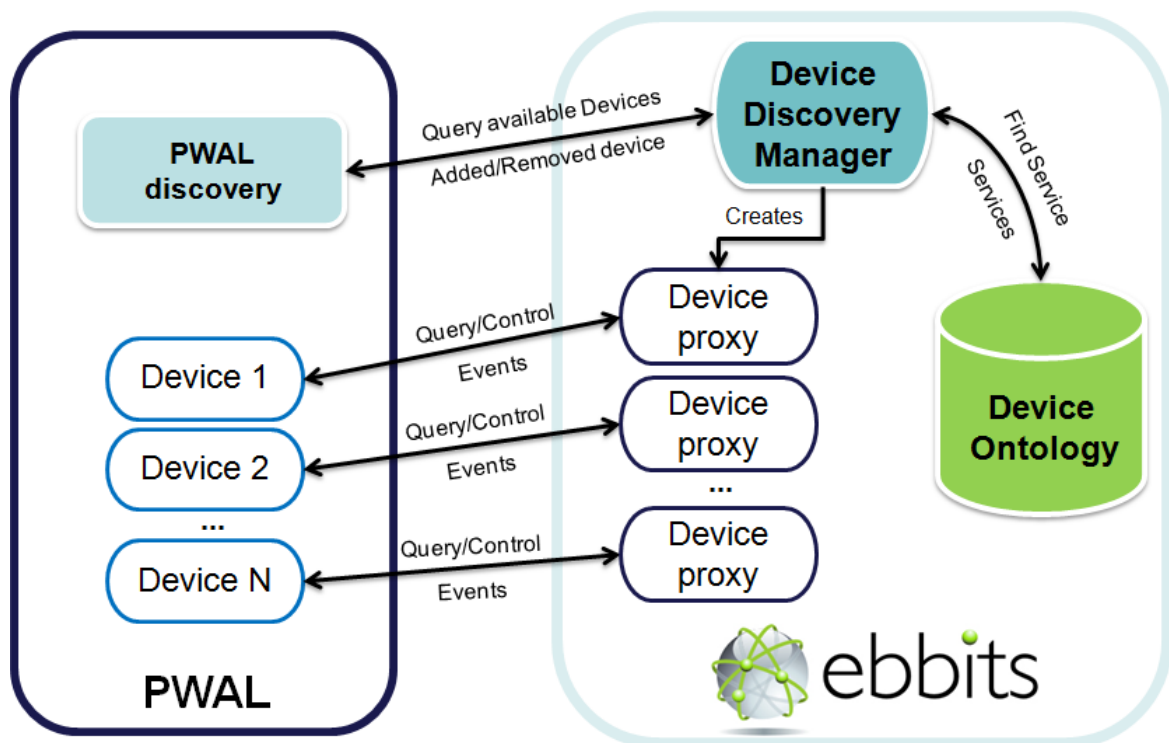 PWAL
discovery
Query available Devices
Added/Removed device
Device
Discovery
Manager
Find Service
Services
Creates
Device 1
Query/Control
Events
Device
proxy
Device 2
Query/Control
Events
Device
proxy
...
...
Device N
Query/Control
Events
Device
proxy
Device
Ontology
PWAL
ebbits